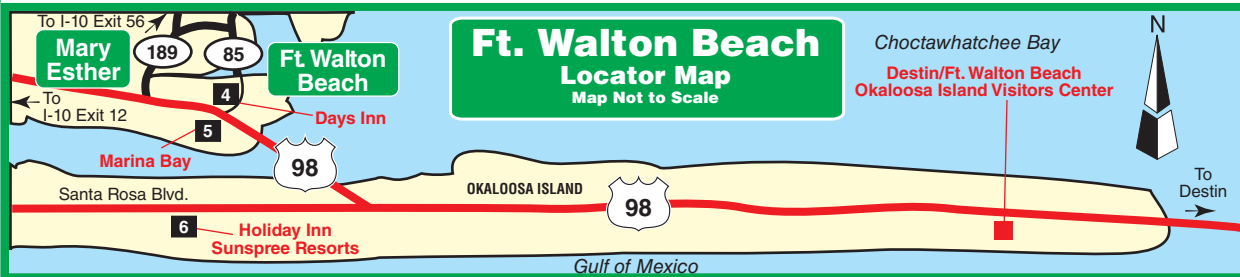 To I-10 Exit 56
Mary
Esther
189
85
Ft. Walton
Beach
Ft. Walton Beach
Locator Map
Map Not to Scale
Choctawhatchee Bay
Destin/Ft. Walton Beach
Okaloosa Island Visitors Center
N
To
I-10 Exit 12
4
Days Inn
5
Marina Bay
98
Santa Rosa Blvd.
OKALOOSA ISLAND
98
To
Destin
6
Holiday Inn
Sunspree Resorts
Gulf of Mexico